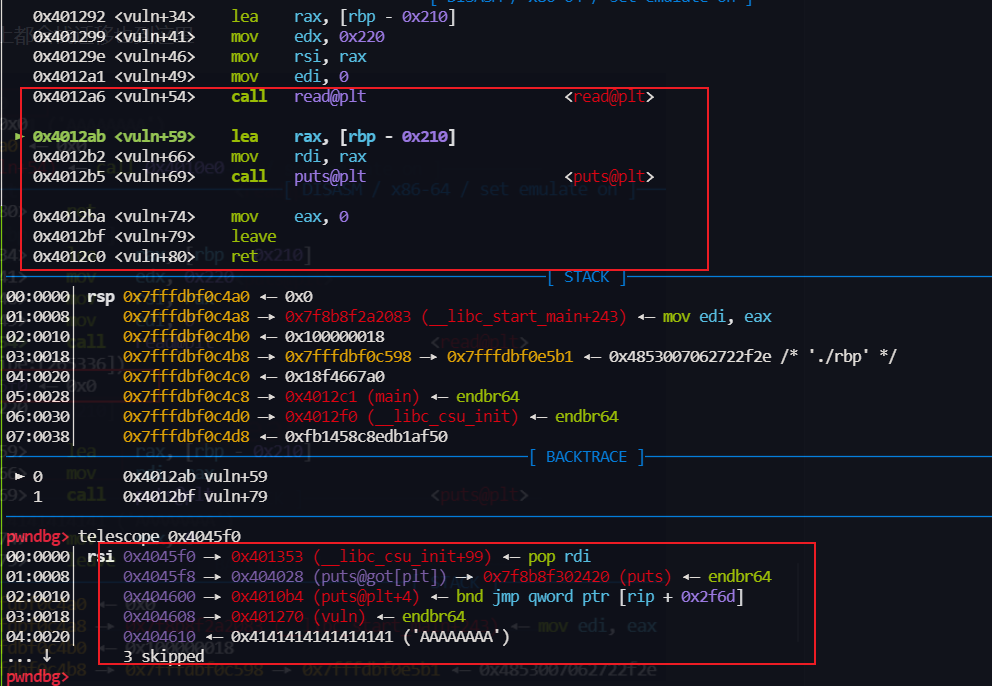 [ DISASM / x86-64 / set emulate on ]
0x401292 <vuln+34> lea rax, [rbp - 0x210]
0x401299 <vuln+41> mov edx, 0x220
0x40129e <vuln+46> mov rsi, rax
0x4012a1 <vuln+49> mov edi, 0
0x4012a6 <vuln+54> call read@plt <read@plt>
► 0x4012ab <vuln+59> lea rax, [rbp - 0x210]
0x4012b2 <vuln+66> mov rdi, rax
0x4012b5 <vuln+69> call puts@plt <puts@plt>
0x4012ba <vuln+74> mov eax, 0
0x4012bf <vuln+79> leave
0x4012c0 <vuln+80> ret
[ STACK ]
00:0000│ rsp 0x7fffdbf0c4a0 ◂— 0x0
01:0008│ 0x7fffdbf0c4a8 —▸ 0x7f8b8f2a2083 (__libc_start_main+243) ◂— mov edi, eax
02:0010│ 0x7fffdbf0c4b0 ◂— 0x100000018
03:0018│ 0x7fffdbf0c4b8 —▸ 0x7fffdbf0c598 —▸ 0x7fffdbf0e5b1 ◂— 0x4853007062722f2e /* './rbp' */
04:0020│ 0x7fffdbf0c4c0 ◂— 0x18f4667a0
05:0028│ 0x7fffdbf0c4c8 —▸ 0x4012c1 (main) ◂— endbr64
06:0030│ 0x7fffdbf0c4d0 —▸ 0x4012f0 (__libc_csu_init) ◂— endbr64
07:0038│ 0x7fffdbf0c4d8 ◂— 0xfb1458c8edb1af50
[ BACKTRACE ]
► 0 0x4012ab vuln+59
1 0x4012bf vuln+79
pwndbg> telescope 0x4045f0
00:0000│ rsi 0x4045f0 —▸ 0x401353 (__libc_csu_init+99) ◂— pop rdi
01:0008│ 0x4045f8 —▸ 0x404028 (puts@got[plt]) —▸ 0x7f8b8f302420 (puts) ◂— endbr64
02:0010│ 0x404600 —▸ 0x4010b4 (puts@plt+4) ◂— bnd jmp qword ptr [rip + 0x2f6d]
03:0018│ 0x404608 —▸ 0x401270 (vuln) ◂— endbr64
04:0020│ 0x404610 ◂— 0x4141414141414141 ('AAAAAAAA')
... ↓ 3 skipped
pwndbg>